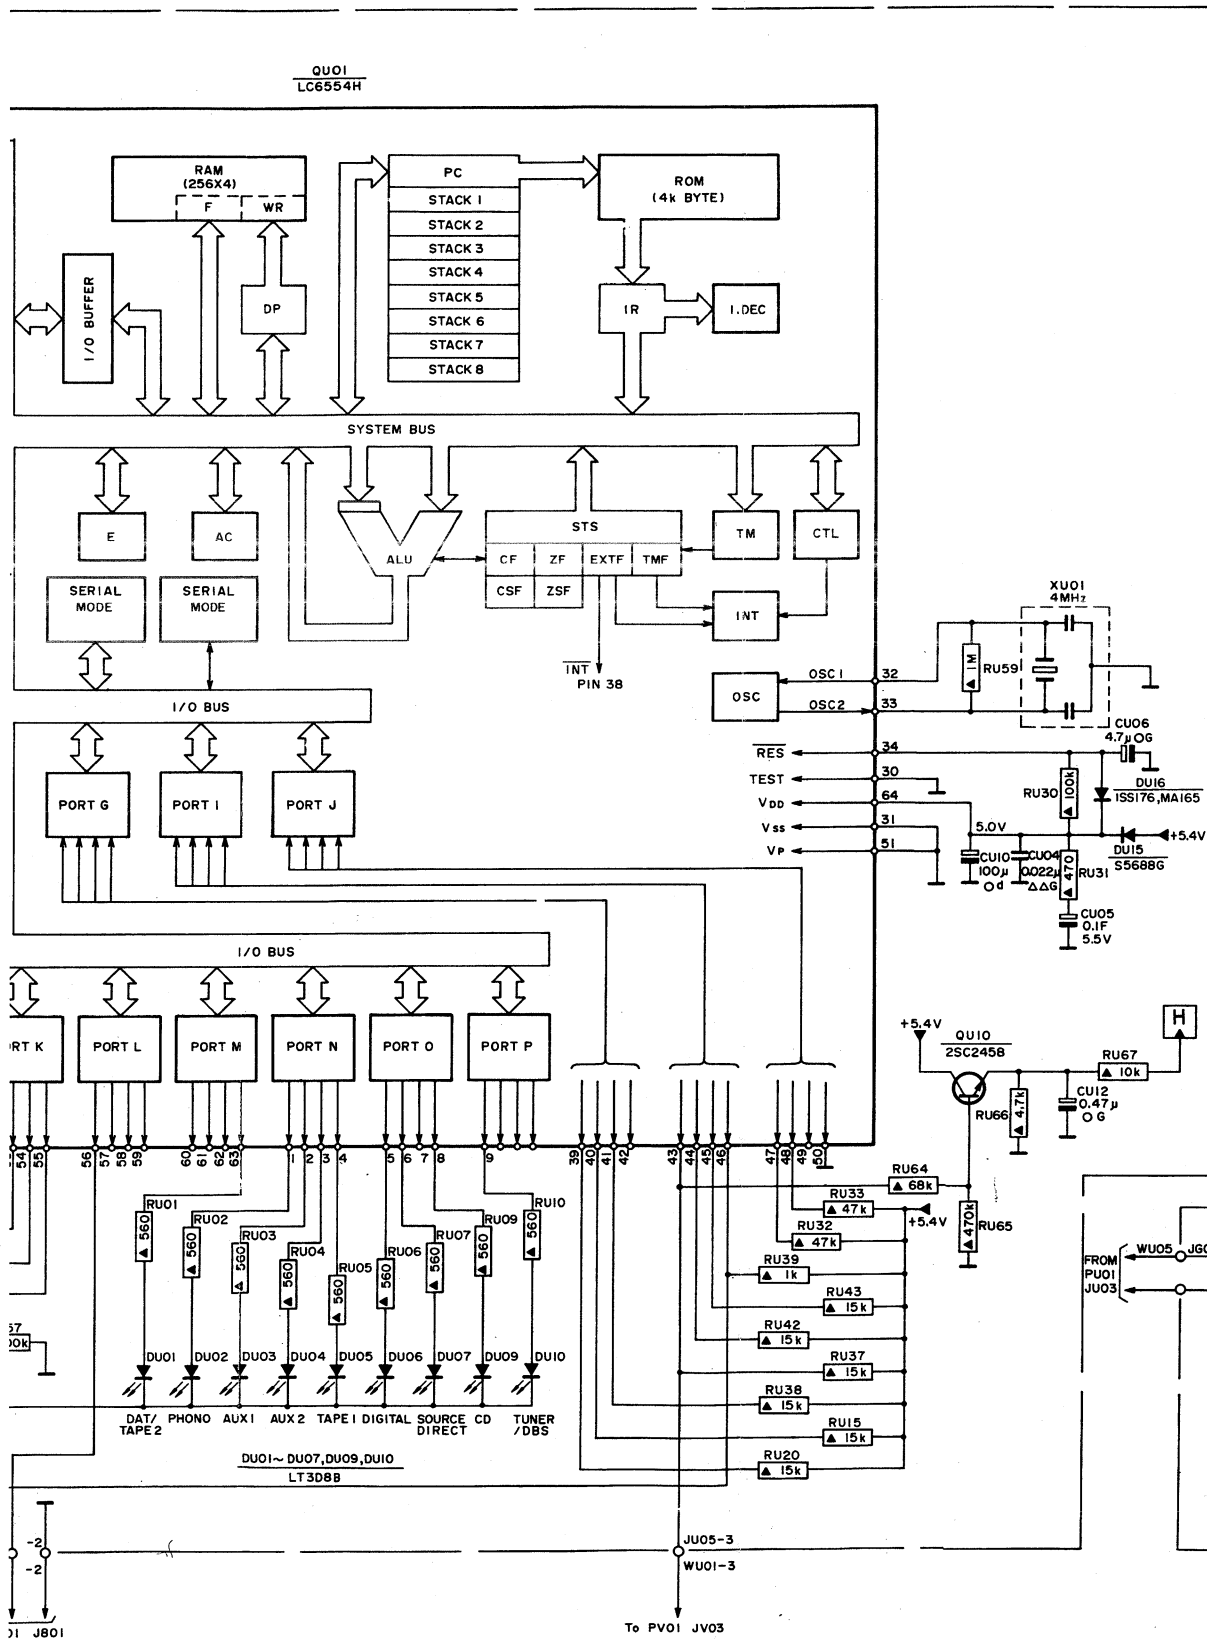 QU01
LC6554H
RAM
(256X4)
F
WR
PC
STACK 1
STACK 2
STACK 3
STACK 4
STACK 5
STACK 6
STACK 7
STACK 8
ROM
(4k BYTE)
I/O BUFFER
DP
IR
I.DEC
SYSTEM BUS
E
AC
ALU
STS
CF
ZF
EXTF
TMF
CSF
ZSF
TM
CTL
INT
SERIAL
MODE
SERIAL
MODE
INT
PIN 38
OSC
OSC1
32
OSC2
33
RU59
▲ 1M
XU01
4MHz
I/O BUS
RES
34
TEST
30
VDD
64
VSS
31
VP
51
CU06
4.7µ OG
RU30
▲ 100k
DU16
1SS176,MA165
5.0V
+5.4V
DU15
S5688G
CU10
100µ
O d
CU04
0.022µ
△△G
▲ 470
RU31
CU05
0.1F
5.5V
PORT G
PORT I
PORT J
I/O BUS
RT K
PORT L
PORT M
PORT N
PORT O
PORT P
+5.4V
QU10
2SC2458
H
RU67
▲ 10k
RU66
▲ 4.7k
CU12
0.47µ
O G
54
55
56
57
58
59
60
61
62
63
1
2
3
4
5
6
7
8
9
39
40
41
42
43
44
45
46
47
48
49
50
RU64
▲ 68k
RU33
▲ 47k
+5.4V
▲ 470k
RU65
RU32
▲ 47k
RU39
▲ 1k
RU43
▲ 15k
RU42
▲ 15k
RU37
▲ 15k
RU38
▲ 15k
RU15
▲ 15k
RU20
▲ 15k
RU01
▲ 560
RU02
▲ 560
RU03
△ 560
RU04
▲ 560
RU05
▲ 560
RU06
▲ 560
RU07
▲ 560
RU09
▲ 560
RU10
▲ 560
FROM
PU01
JU03
WU05
57
00k
DU01
DU02
DU03
DU04
DU05
DU06
DU07
DU09
DU10
DAT/
TAPE2
PHONO
AUX1
AUX2
TAPE1
DIGITAL
SOURCE
DIRECT
CD
TUNER
/DBS
DU01~DU07,DU09,DU10
LT3D8B
-2
-2
JU05-3
WU01-3
J801
To PV01 JV03